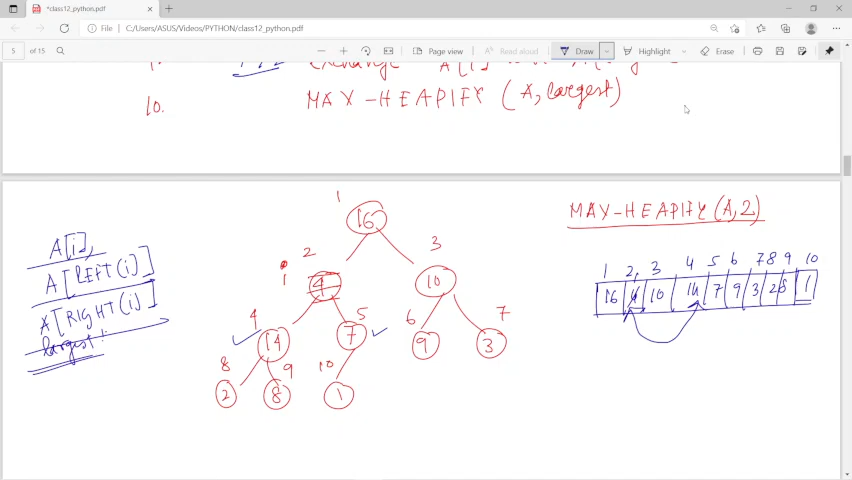 *class12_python.pdf
File
C:/Users/ASUS/Videos/PYTHON/class12_python.pdf
5 of 15
Page view
Read aloud
Draw
Highlight
Erase
exchange A[i]
10. MAX-HEAPIFY (A, largest)
MAX-HEAPIFY(A,2)
A[i],
A[LEFT(i)]
A[RIGHT(i)]
largest!
1
16
2 3
i
4 10
4 5 6 7
14 7 9 3
8 9 10
2 8 1
1 2, 3 4 5 6 7 8 9 10
16 4 10 14 7 9 3 2 8 1